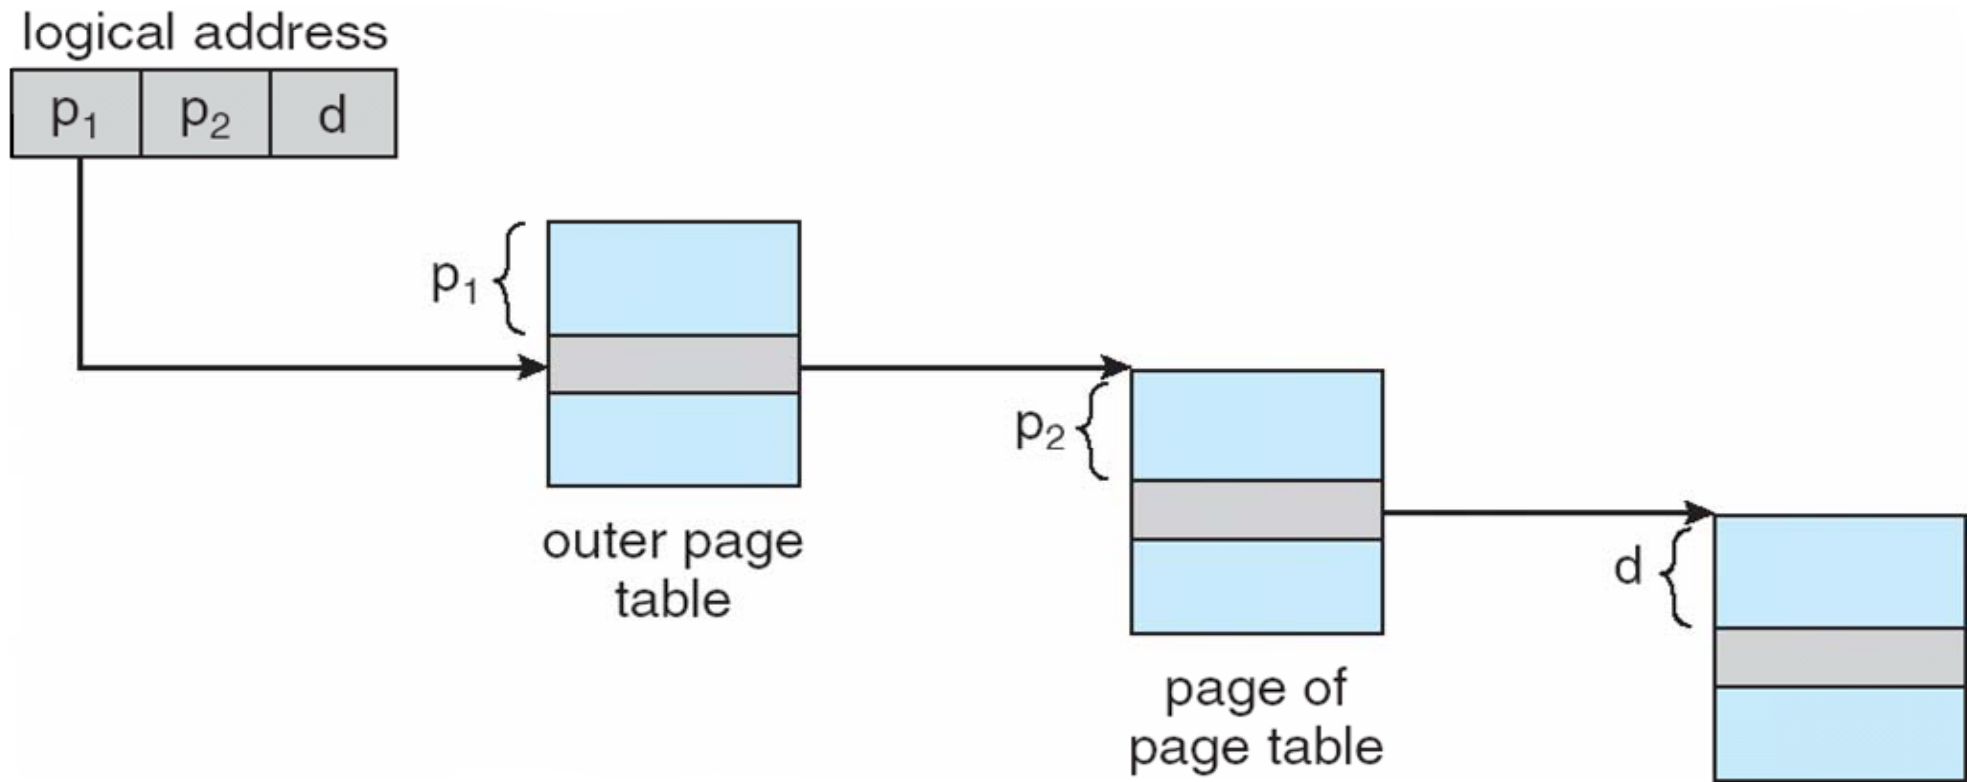 logical address
p₁ p₂ d
p₁
outer page
table
p₂
page of
page table
d